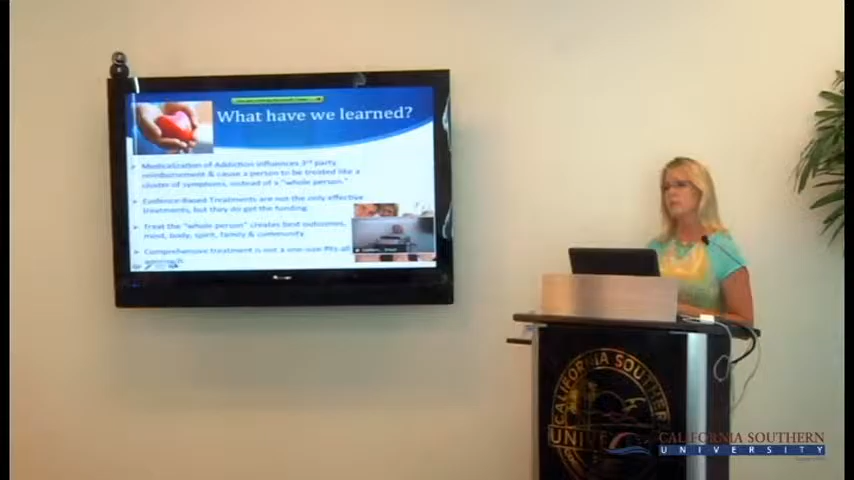 What have we learned?
Medicalization of Addiction influences 3rd party
reimbursement & cause a person to be treated like a
cluster of symptoms, instead of a "whole person."
Evidence-Based Treatments are not the only effective
treatments, but they do get the funding.
Treat the "whole person" creates best outcomes,
mind, body, spirit, family & community
Comprehensive treatment is not a one-size fits all
approach
CALIFORNIA SOUTHER
UNIVE
CALIFORNIA SOUTHERN
UNIVERSITY